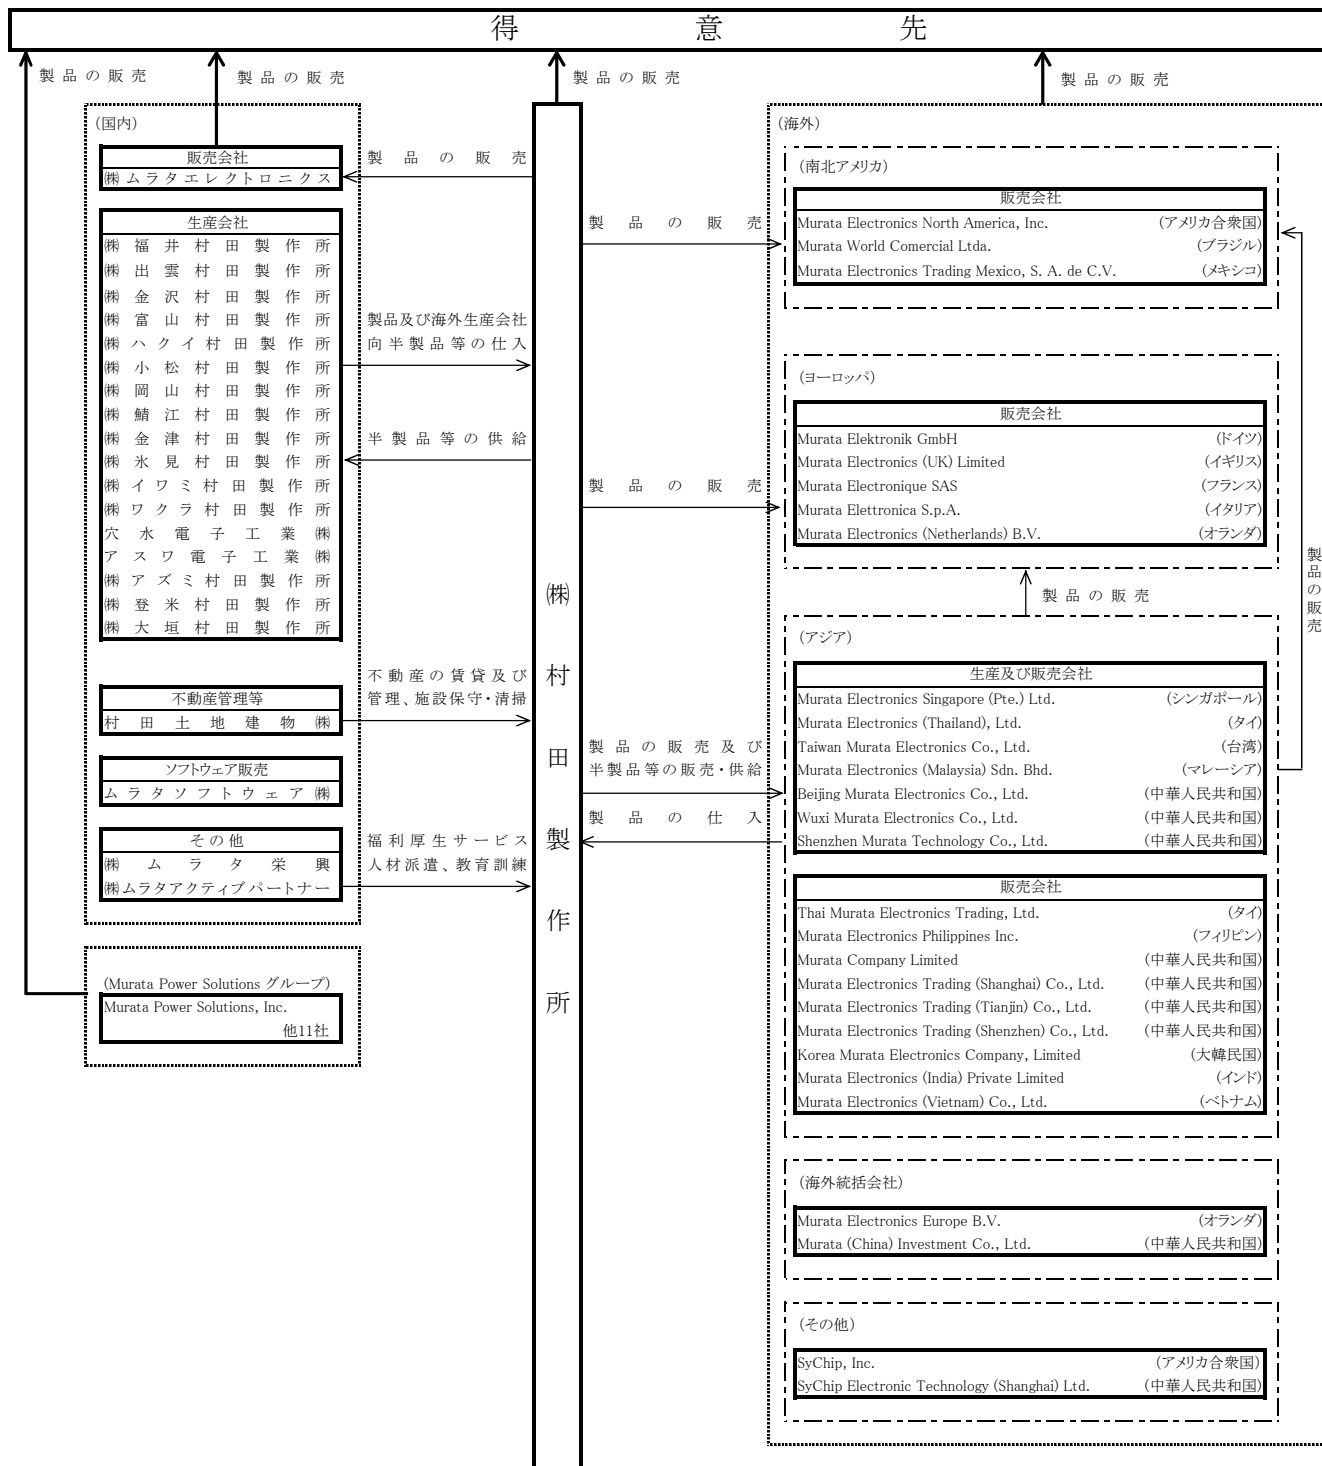 得意先
製品の販売
製品の販売
製品の販売
製品の販売
(国内)
販売会社
㈱ムラタエレクトロニクス
製品の販売
生産会社
㈱福井村田製作所
㈱出雲村田製作所
㈱金沢村田製作所
㈱富山村田製作所
㈱ハクイ村田製作所
㈱小松村田製作所
㈱岡山村田製作所
㈱鯖江村田製作所
㈱金津村田製作所
㈱氷見村田製作所
㈱イワミ村田製作所
㈱ワクラ村田製作所
穴水電子工業㈱
アスワ電子工業㈱
㈱アズミ村田製作所
㈱登米村田製作所
㈱大垣村田製作所
製品及び海外生産会社
向半製品等の仕入
半製品等の供給
不動産管理等
村田土地建物㈱
不動産の賃貸及び
管理、施設保守・清掃
ソフトウェア販売
ムラタソフトウェア㈱
その他
㈱ムラタ栄興
㈱ムラタアクティブパートナー
福利厚生サービス
人材派遣、教育訓練
(Murata Power Solutions グループ)
Murata Power Solutions, Inc.
他11社
㈱村田製作所
製品の販売
製品の販売
製品の販売及び
半製品等の販売・供給
製品の仕入
(海外)
(南北アメリカ)
販売会社
Murata Electronics North America, Inc. (アメリカ合衆国)
Murata World Comercial Ltda. (ブラジル)
Murata Electronics Trading Mexico, S. A. de C.V. (メキシコ)
(ヨーロッパ)
販売会社
Murata Elektronik GmbH (ドイツ)
Murata Electronics (UK) Limited (イギリス)
Murata Electronique SAS (フランス)
Murata Elettronica S.p.A. (イタリア)
Murata Electronics (Netherlands) B.V. (オランダ)
製品の販売
製品の販売
(アジア)
生産及び販売会社
Murata Electronics Singapore (Pte.) Ltd. (シンガポール)
Murata Electronics (Thailand), Ltd. (タイ)
Taiwan Murata Electronics Co., Ltd. (台湾)
Murata Electronics (Malaysia) Sdn. Bhd. (マレーシア)
Beijing Murata Electronics Co., Ltd. (中華人民共和国)
Wuxi Murata Electronics Co., Ltd. (中華人民共和国)
Shenzhen Murata Technology Co., Ltd. (中華人民共和国)
販売会社
Thai Murata Electronics Trading, Ltd. (タイ)
Murata Electronics Philippines Inc. (フィリピン)
Murata Company Limited (中華人民共和国)
Murata Electronics Trading (Shanghai) Co., Ltd. (中華人民共和国)
Murata Electronics Trading (Tianjin) Co., Ltd. (中華人民共和国)
Murata Electronics Trading (Shenzhen) Co., Ltd. (中華人民共和国)
Korea Murata Electronics Company, Limited (大韓民国)
Murata Electronics (India) Private Limited (インド)
Murata Electronics (Vietnam) Co., Ltd. (ベトナム)
(海外統括会社)
Murata Electronics Europe B.V. (オランダ)
Murata (China) Investment Co., Ltd. (中華人民共和国)
(その他)
SyChip, Inc. (アメリカ合衆国)
SyChip Electronic Technology (Shanghai) Ltd. (中華人民共和国)